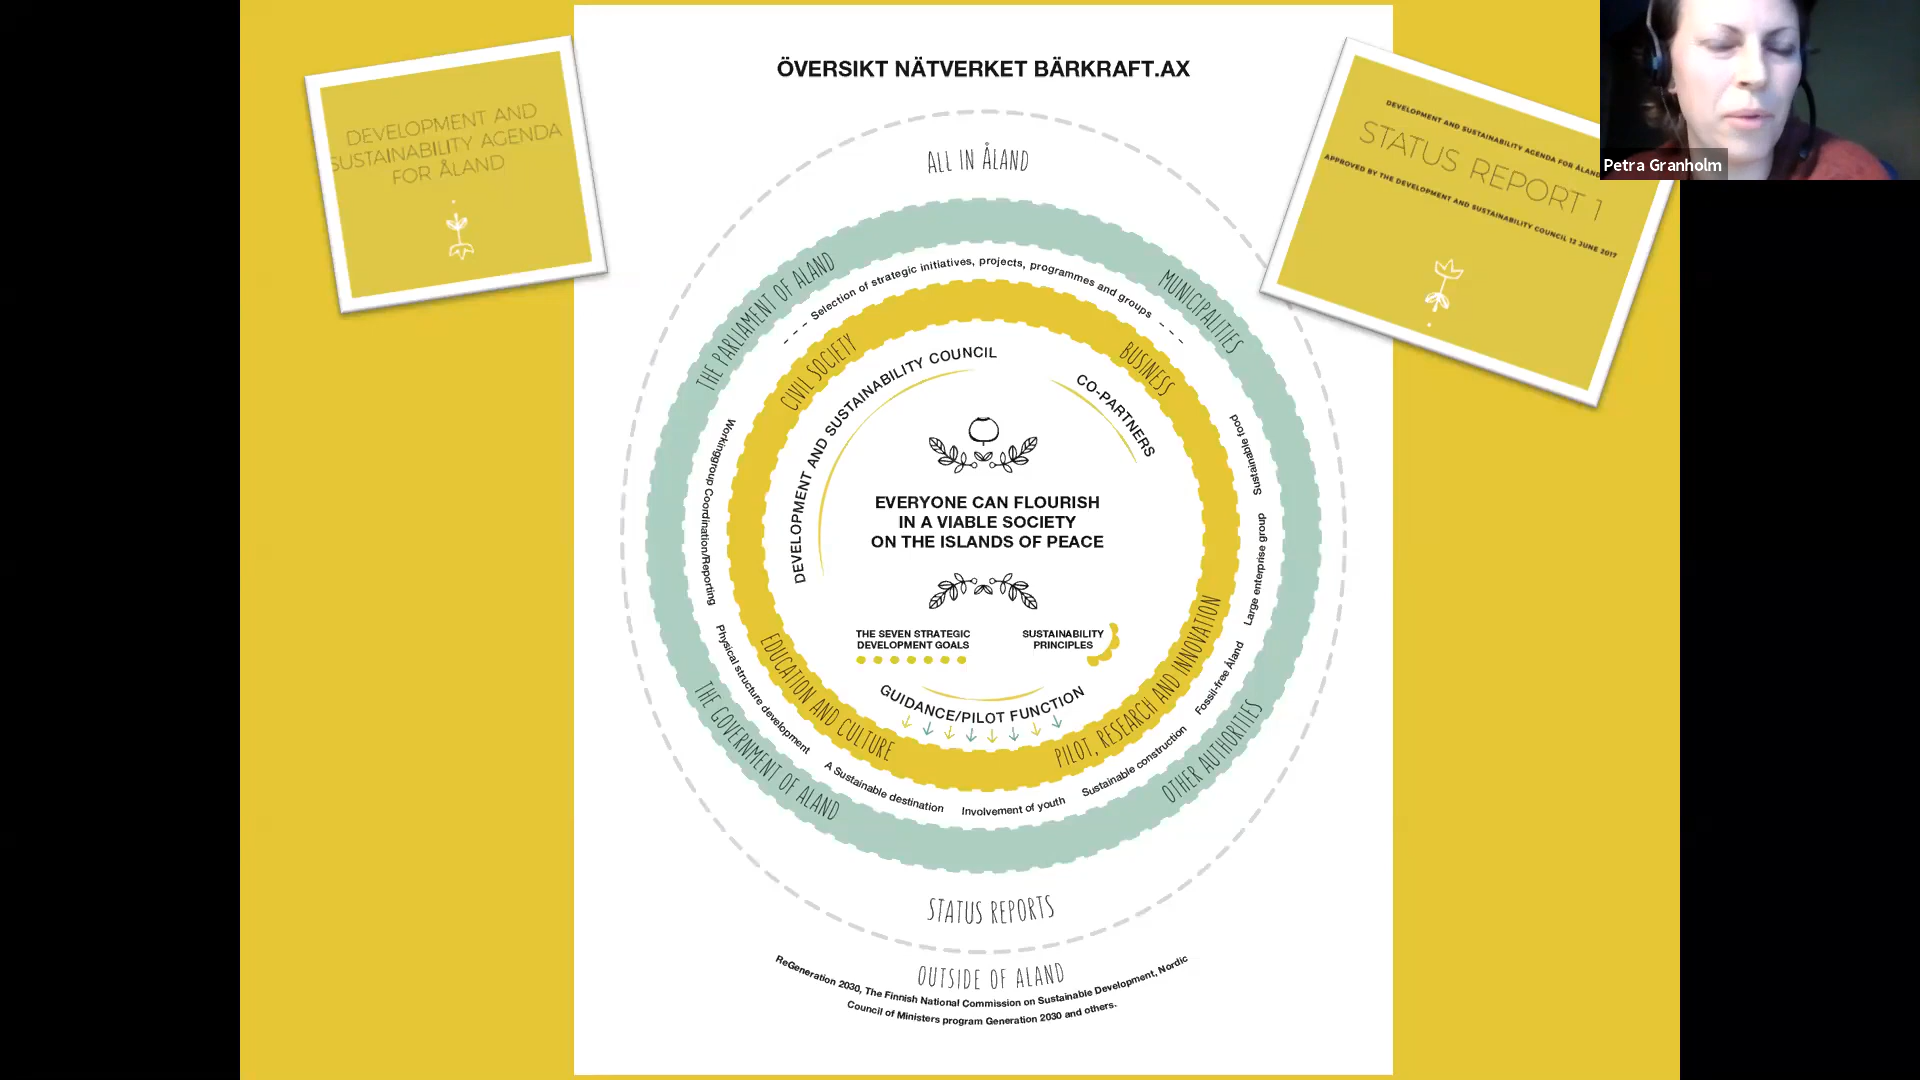 ÖVERSIKT NÄTVERKET BÄRKRAFT.AX
DEVELOPMENT AND
SUSTAINABILITY AGENDA
FOR ÅLAND
DEVELOPMENT AND SUSTAINABILITY AGENDA FOR ÅLAND
STATUS REPORT 1
APPROVED BY THE DEVELOPMENT AND SUSTAINABILITY COUNCIL 12 JUNE 2017
Petra Granholm
ALL IN ÅLAND
THE PARLIAMENT OF ALAND
MUNICIPALITIES
Selection of strategic initiatives, projects, programmes and groups
CIVIL SOCIETY
BUSINESS
DEVELOPMENT AND SUSTAINABILITY COUNCIL
CO-PARTNERS
Workinggroup Coordination/Reporting
Sustainable food
EVERYONE CAN FLOURISH
IN A VIABLE SOCIETY
ON THE ISLANDS OF PEACE
Large enterprise group
THE SEVEN STRATEGIC
DEVELOPMENT GOALS
SUSTAINABILITY
PRINCIPLES
GUIDANCE/PILOT FUNCTION
EDUCATION AND CULTURE
PILOT, RESEARCH AND INNOVATION
Physical structure development
Fossil-free Åland
A Sustainable destination
Involvement of youth
Sustainable construction
THE GOVERNMENT OF ALAND
OTHER AUTHORITIES
STATUS REPORTS
OUTSIDE OF ALAND
ReGeneration 2030, The Finnish National Commission on Sustainable Development, Nordic
Council of Ministers program Generation 2030 and others.